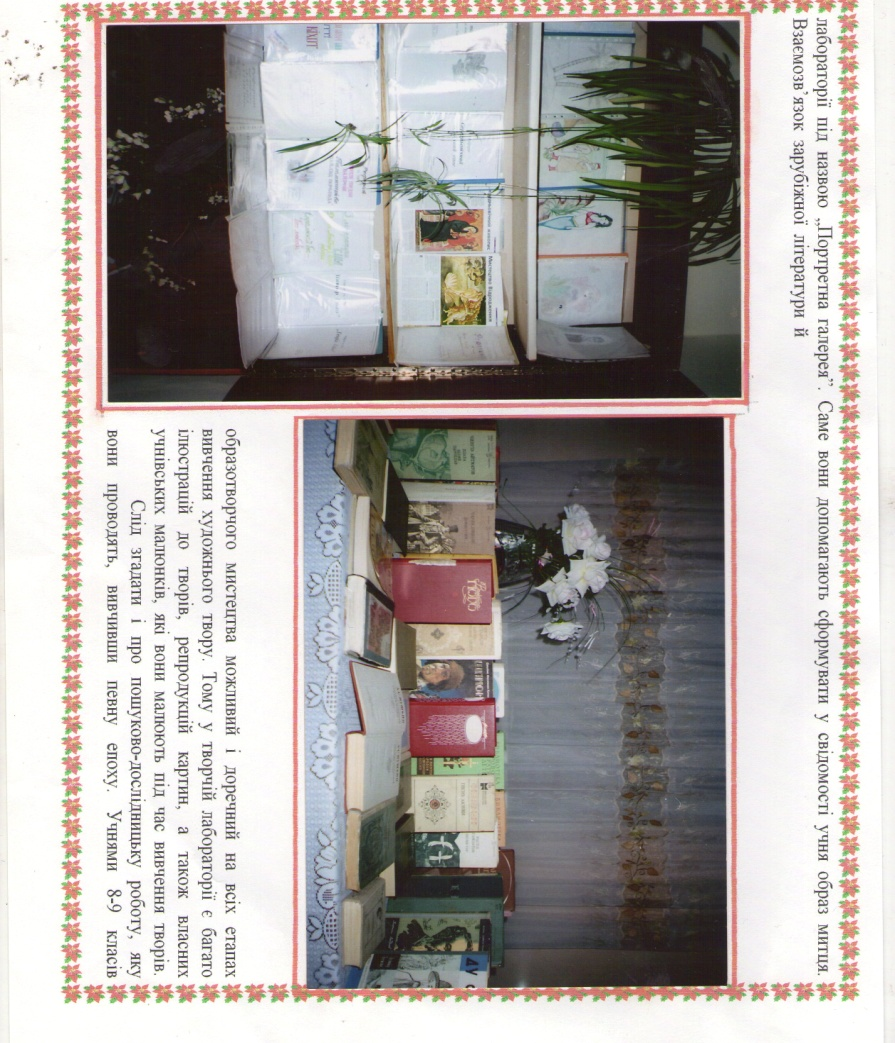 лабораторії під назвою „Портретна галерея”. Саме вони допомагають сформувати у свідомості учня образ митця.
Взаємозв’язок зарубіжної літератури й
образотворчого мистецтва можливий і доречний на всіх етапах
вивчення художнього твору. Тому у творчій лабораторії є багато
ілюстрацій до творів, репродукцій картин, а також власних
учнівських малюнків, які вони малюють під час вивчення творів.
Слід згадати і про пошуково-дослідницьку роботу, яку
вони проводять, вивчивши певну епоху. Учнями 8-9 класів